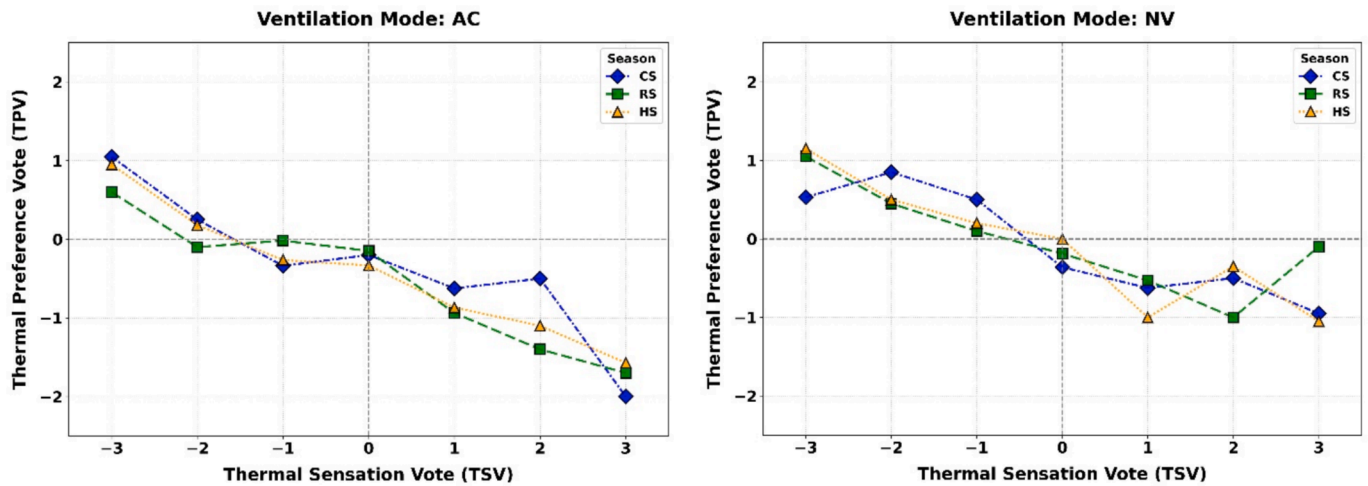 Ventilation Mode: AC
Thermal Preference Vote (TPV)
2
1
0
−1
−2
Season
CS
RS
HS
−3 −2 −1 0 1 2 3
Thermal Sensation Vote (TSV)
Ventilation Mode: NV
Thermal Preference Vote (TPV)
2
1
0
−1
−2
Season
CS
RS
HS
−3 −2 −1 0 1 2 3
Thermal Sensation Vote (TSV)